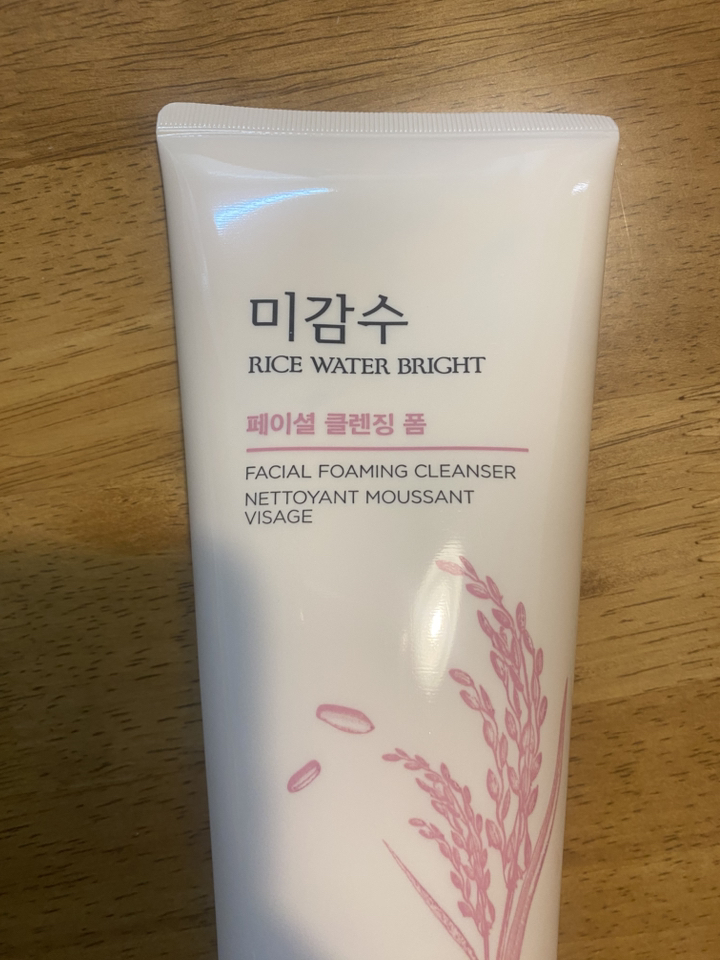 미감수
RICE WATER BRIGHT
페이셜 클렌징 폼
FACIAL FOAMING CLEANSER
NETTOYANT MOUSSANT
VISAGE